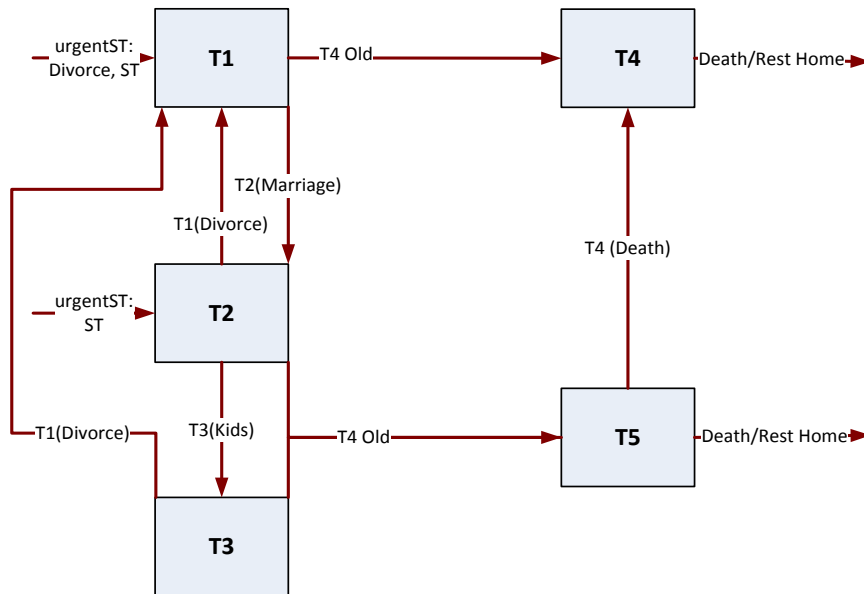 urgentST:
Divorce, ST
T1
T4 Old
T4
Death/Rest Home
T2(Marriage)
T1(Divorce)
T4 (Death)
urgentST:
ST
T2
T1(Divorce)
T3(Kids)
T4 Old
T5
Death/Rest Home
T3